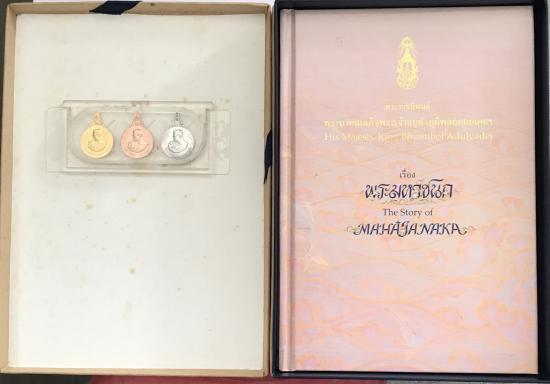 พระราชนิพนธ์
พระบาทสมเด็จพระเจ้าอยู่หัวภูมิพลอดุลยเดช
His Majesty King Bhumibol Adulyadej
เรื่อง
พระมหาชนก
The Story of
MAHĀJANAKA